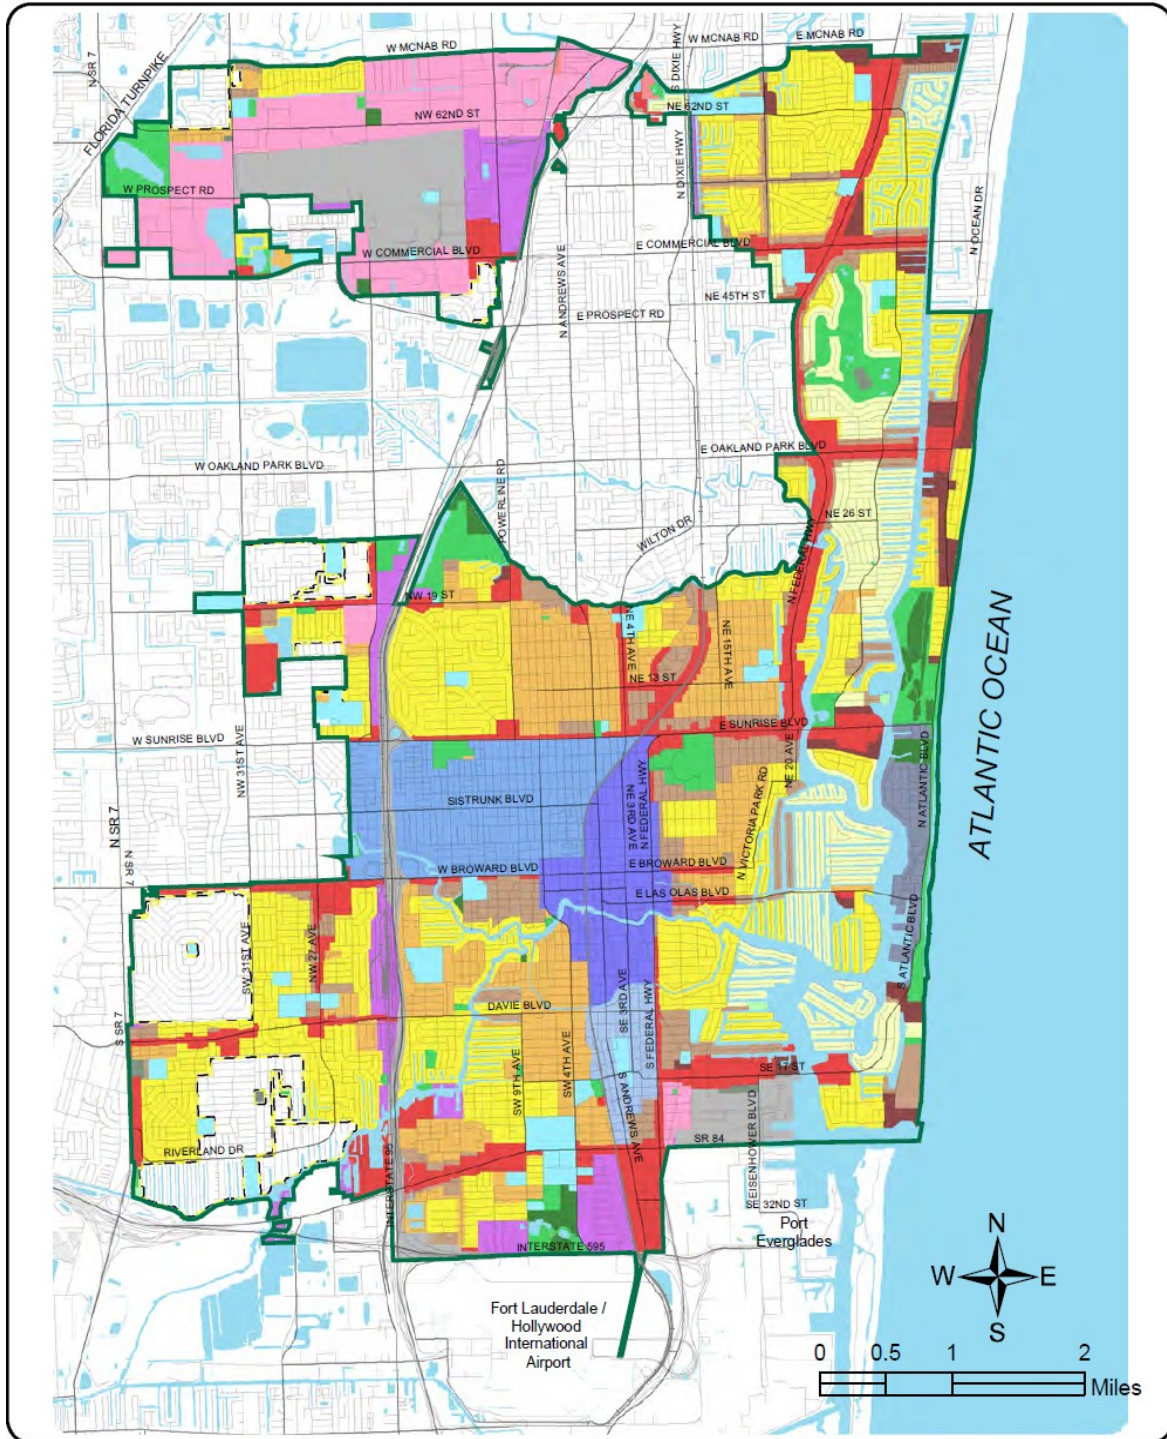 W MCNAB RD
S DIXIE HWY
W MCNAB RD
E MCNAB RD
N SR 7
FLORIDA TURNPIKE
NW 62ND ST
NE 62ND ST
N DIXIE HWY
W PROSPECT RD
N OCEAN DR
W COMMERCIAL BLVD
E COMMERCIAL BLVD
N ANDREWS AVE
NE 45TH ST
E PROSPECT RD
E OAKLAND PARK BLVD
W OAKLAND PARK BLVD
POWERLINE RD
WILTON DR
NE 26 ST
N FEDERAL HWY
NW 19 ST
NE 4TH AVE
NE 15TH AVE
NE 13 ST
ATLANTIC OCEAN
E SUNRISE BLVD
W SUNRISE BLVD
NW 31ST AVE
NE 20 AVE
N ATLANTIC BLVD
SISTRUNK BLVD
NE 3RD AVE
N FEDERAL HWY
N VICTORIA PARK RD
N SR 7
N SR 7
W BROWARD BLVD
E BROWARD BLVD
E LAS OLAS BLVD
SW 31ST AVE
NW 27 AVE
S ATLANTIC BLVD
DAVIE BLVD
SE 3RD AVE
S FEDERAL HWY
S SR 7
SW 9TH AVE
SW 4TH AVE
SE 17 ST
S ANDREWS AVE
EISENHOWER BLVD
RIVERLAND DR
SR 84
INTERSTATE 95
SE 32ND ST
Port
Everglades
INTERSTATE 595
N
W
E
S
Fort Lauderdale /
Hollywood
International
Airport
0 0.5 1 2
Miles